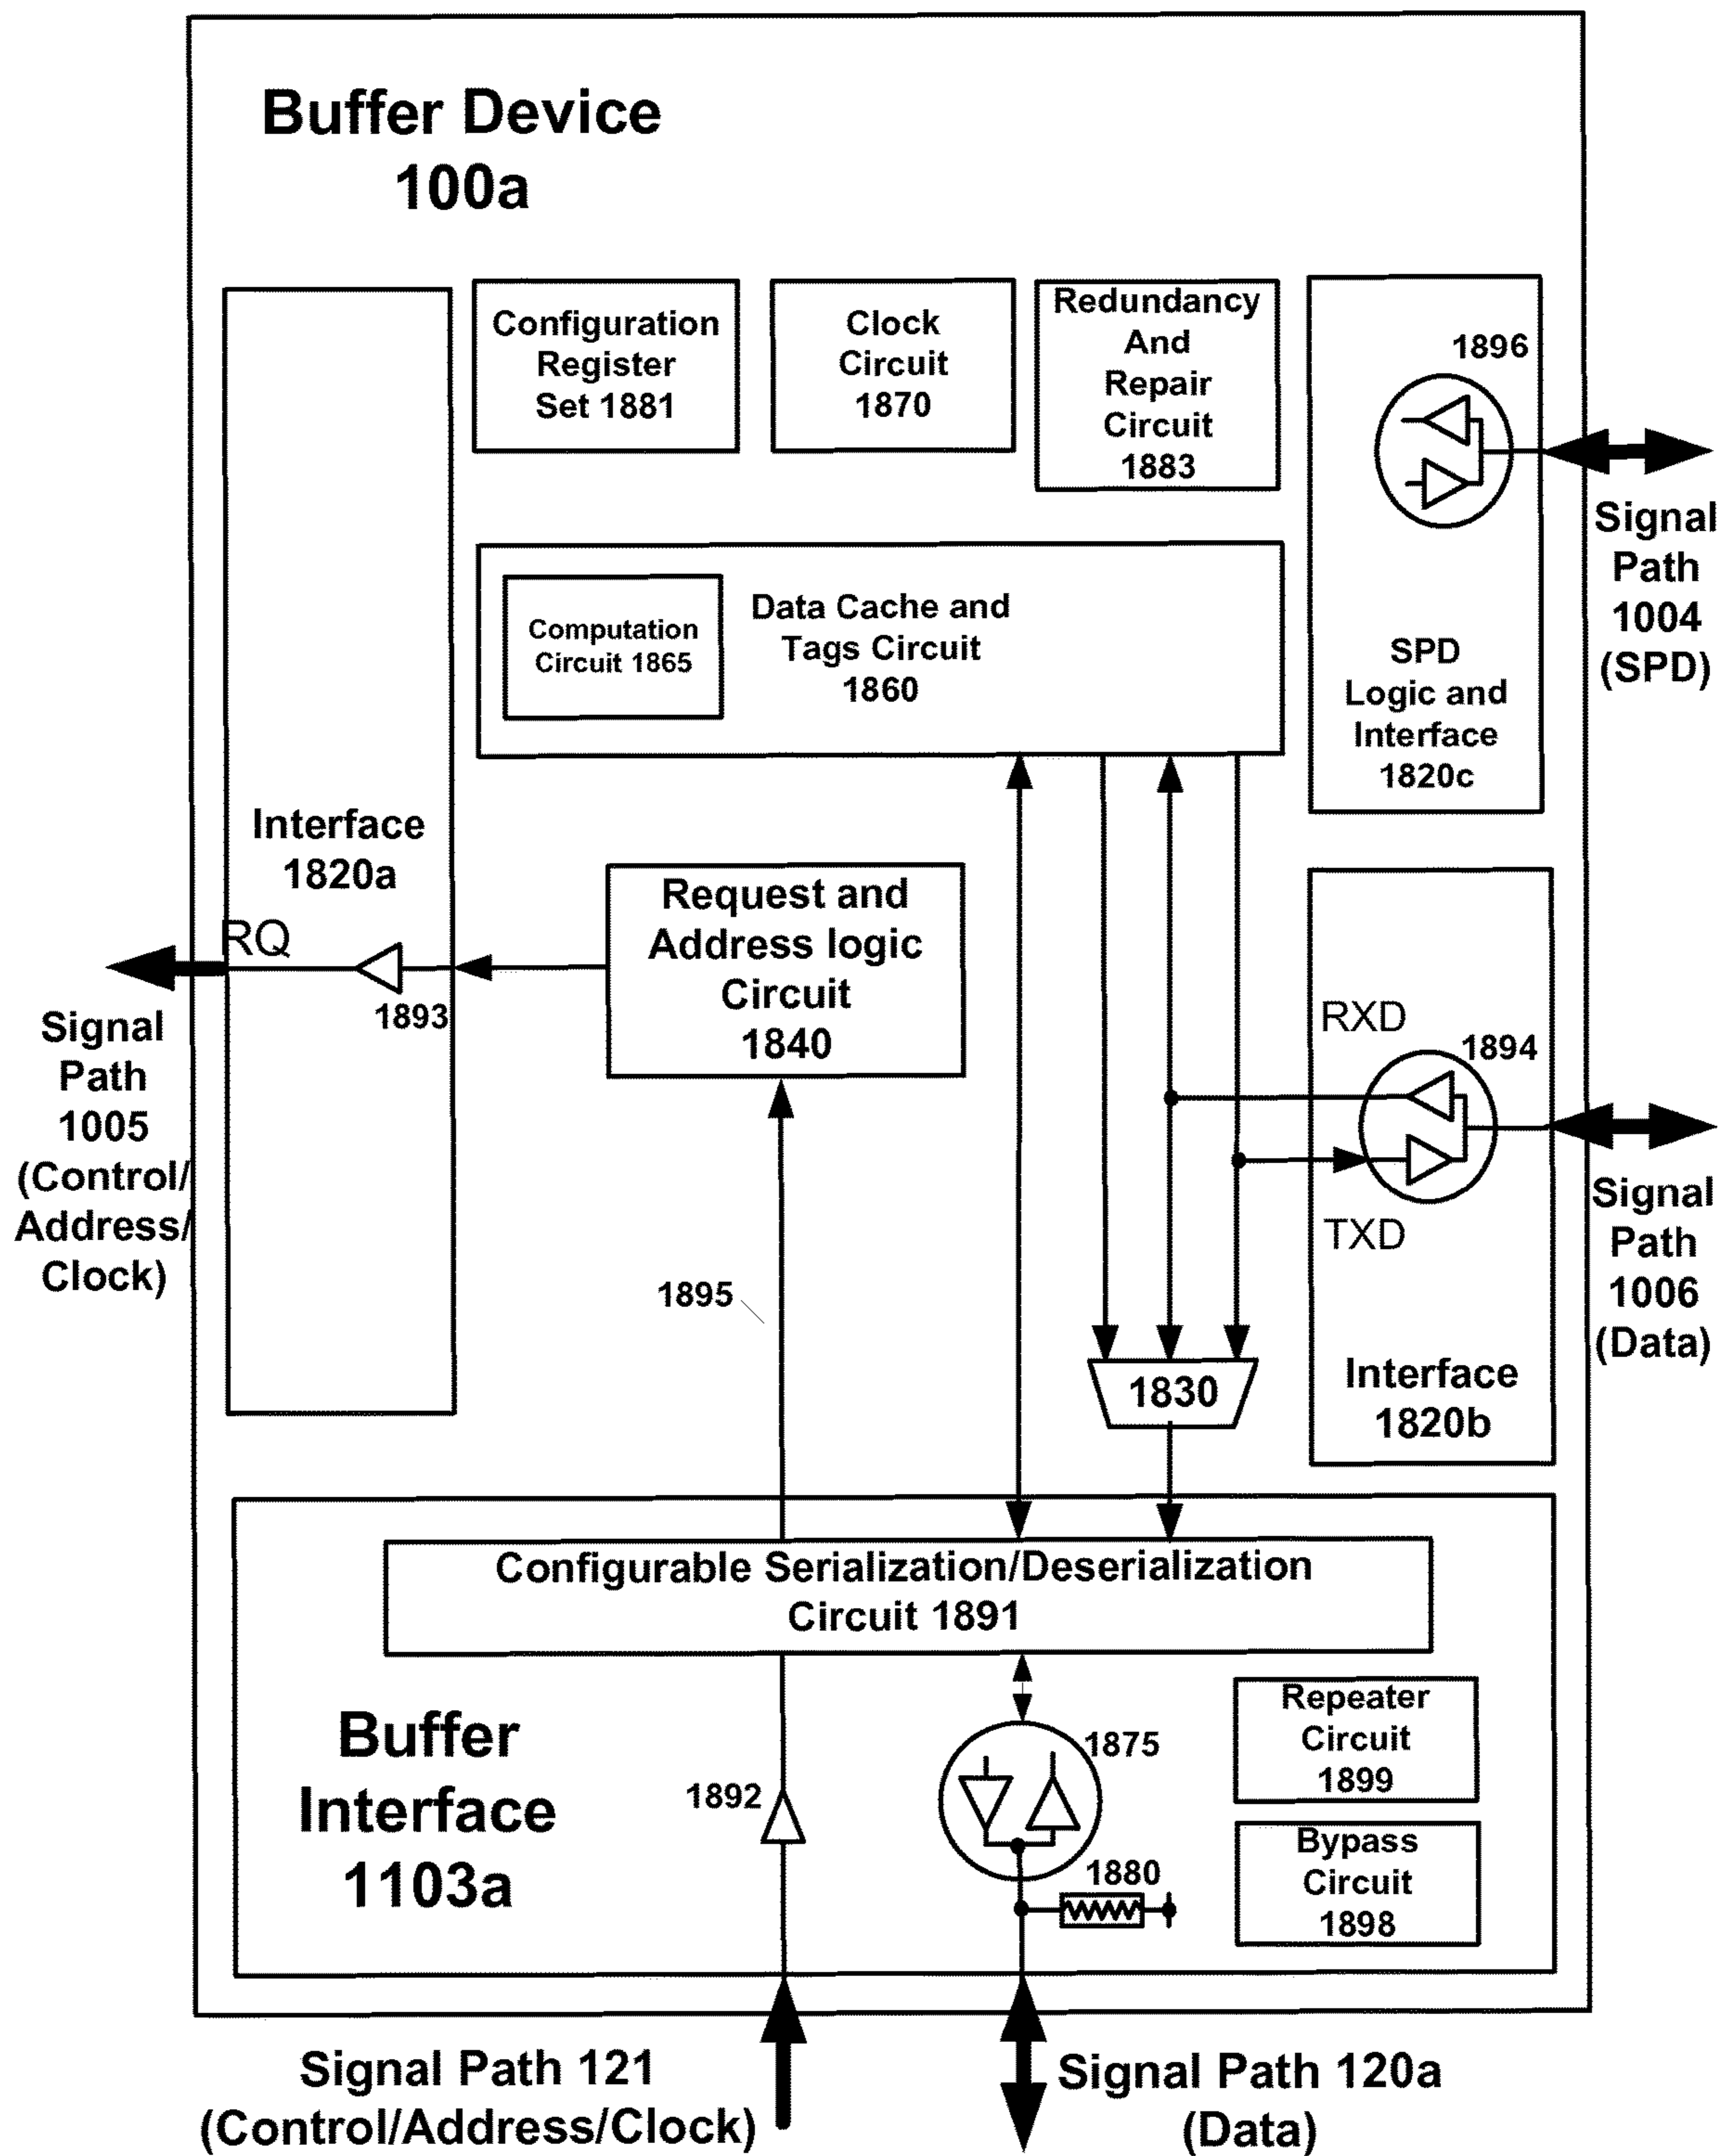 Buffer Device
100a
Configuration
Register
Set 1881
Clock
Circuit
1870
Redundancy
And
Repair
Circuit
1883
1896
SPD
Logic and
Interface
1820c
Signal
Path
1004
(SPD)
Computation
Circuit 1865
Data Cache and
Tags Circuit
1860
Interface
1820a
RQ
1893
Signal
Path
1005
(Control/
Address/
Clock)
Request and
Address logic
Circuit
1840
RXD
1894
TXD
Interface
1820b
Signal
Path
1006
(Data)
1895
1830
Configurable Serialization/Deserialization
Circuit 1891
Buffer
Interface
1103a
1892
1875
1880
Repeater
Circuit
1899
Bypass
Circuit
1898
Signal Path 121
(Control/Address/Clock)
Signal Path 120a
(Data)